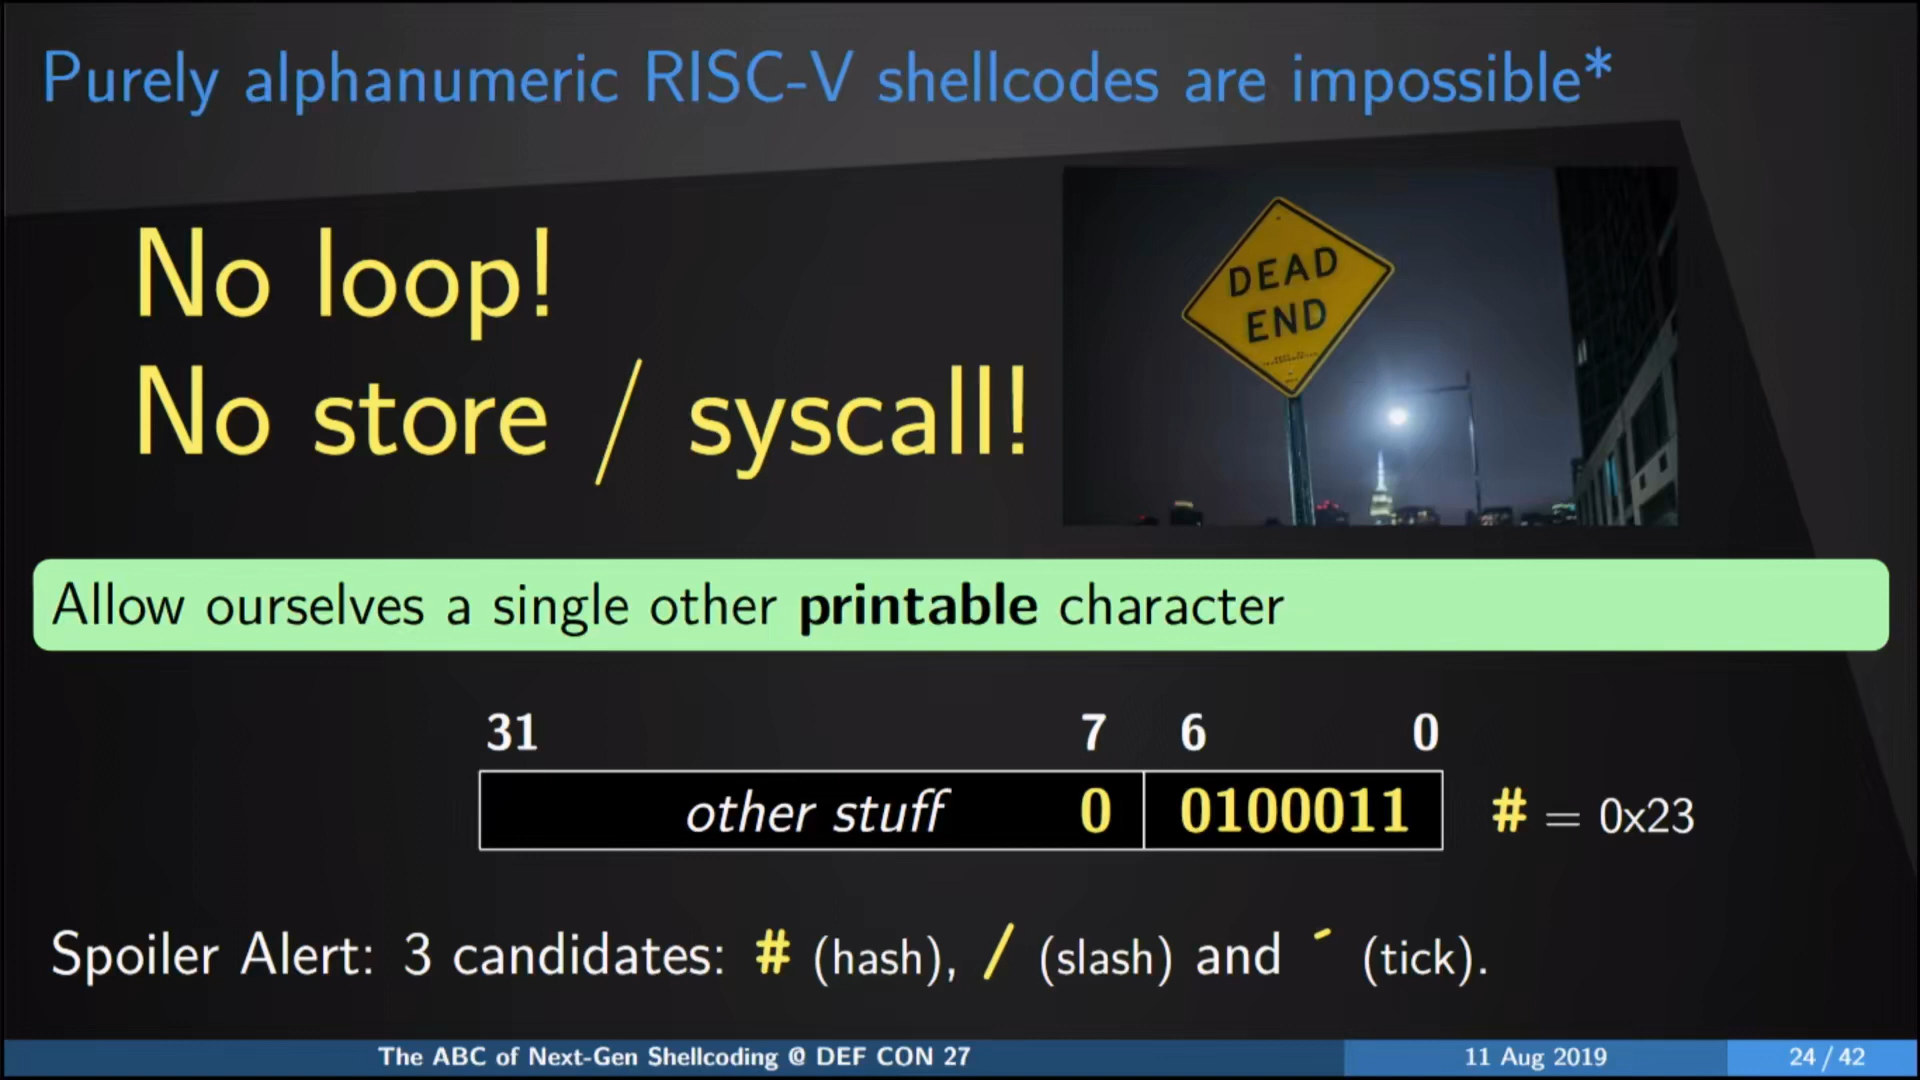 Purely alphanumeric RISC-V shellcodes are impossible*
No loop!
No store / syscall!
DEAD
END
Allow ourselves a single other printable character
31 7 6 0
other stuff 0 0100011 # = 0x23
Spoiler Alert: 3 candidates: # (hash), / (slash) and ´ (tick).
The ABC of Next-Gen Shellcoding @ DEF CON 27 11 Aug 2019 24 / 42